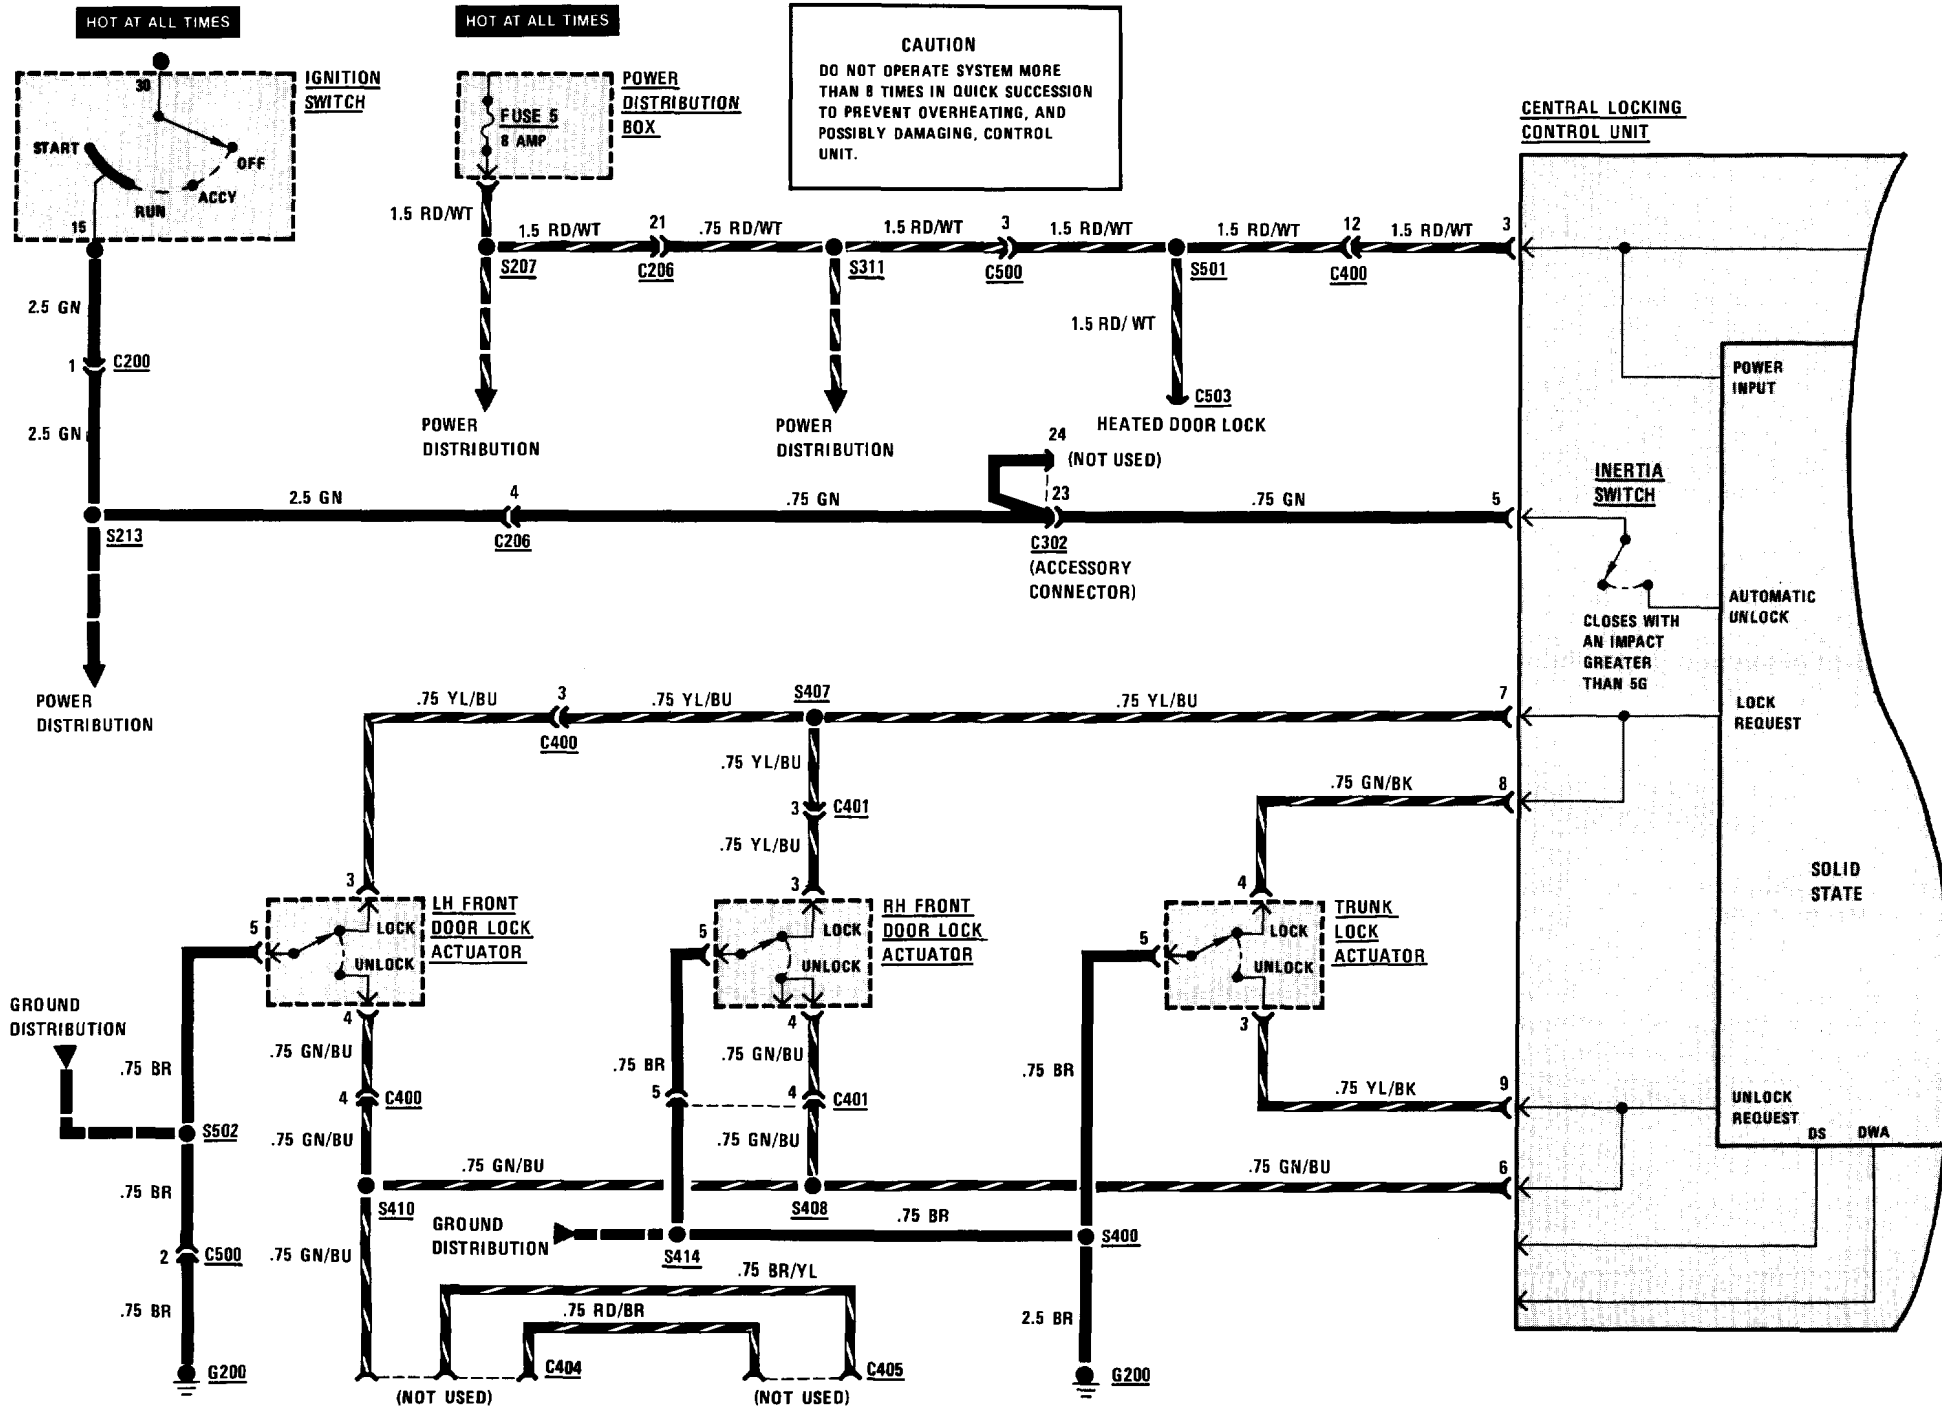 HOT AT ALL TIMES
HOT AT ALL TIMES
CAUTION
DO NOT OPERATE SYSTEM MORE
THAN 8 TIMES IN QUICK SUCCESSION
TO PREVENT OVERHEATING, AND
POSSIBLY DAMAGING, CONTROL
UNIT.
30
IGNITION
SWITCH
START
OFF
ACCY
RUN
15
POWER
DISTRIBUTION
BOX
FUSE 5
8 AMP
CENTRAL LOCKING
CONTROL UNIT
1.5 RD/WT
1.5 RD/WT
21
.75 RD/WT
1.5 RD/WT
3
1.5 RD/WT
1.5 RD/WT
12
1.5 RD/WT
3
S207
C206
S311
C500
S501
C400
2.5 GN
1
C200
2.5 GN
1.5 RD/WT
C503
HEATED DOOR LOCK
POWER
DISTRIBUTION
POWER
DISTRIBUTION
POWER
INPUT
24
(NOT USED)
2.5 GN
4
.75 GN
23
.75 GN
5
S213
C206
C302
(ACCESSORY
CONNECTOR)
INERTIA
SWITCH
CLOSES WITH
AN IMPACT
GREATER
THAN 5G
AUTOMATIC
UNLOCK
POWER
DISTRIBUTION
.75 YL/BU
3
.75 YL/BU
S407
.75 YL/BU
7
C400
LOCK
REQUEST
.75 YL/BU
3
C401
.75 YL/BU
.75 GN/BK
8
SOLID
STATE
3
5
LOCK
UNLOCK
LH FRONT
DOOR LOCK
ACTUATOR
4
3
5
LOCK
UNLOCK
RH FRONT
DOOR LOCK
ACTUATOR
4
4
5
LOCK
UNLOCK
TRUNK
LOCK
ACTUATOR
3
GROUND
DISTRIBUTION
.75 BR
.75 GN/BU
4
C400
.75 GN/BU
.75 BR
5
.75 GN/BU
4
C401
.75 GN/BU
.75 BR
.75 YL/BK
9
UNLOCK
REQUEST
DS
DWA
S502
.75 BR
.75 GN/BU
.75 GN/BU
6
S410
S408
GROUND
DISTRIBUTION
S414
.75 BR
S400
2
C500
.75 GN/BU
.75 BR
.75 BR/YL
.75 RD/BR
2.5 BR
G200
C404
C405
G200
(NOT USED)
(NOT USED)